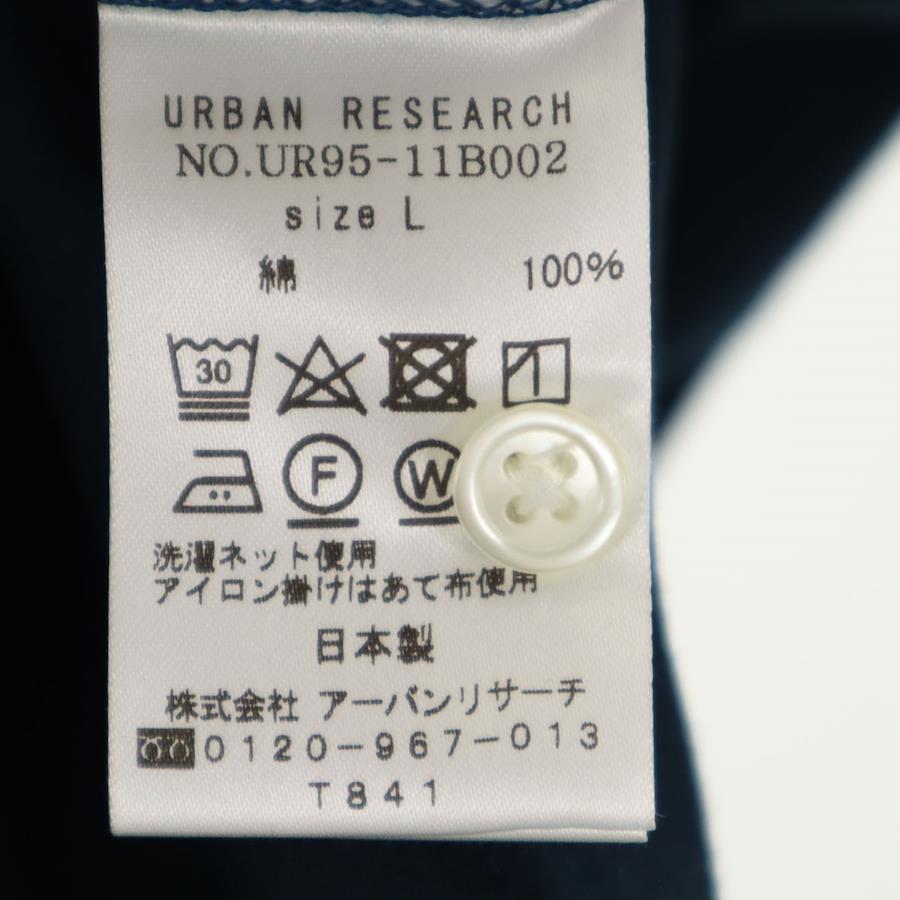 URBAN RESEARCH
NO.UR95-11B002
size L
綿 100%
30
F W
洗濯ネット使用
アイロン掛けはあて布使用
日本製
株式会社 アーバンリサーチ
0120-967-013
T841